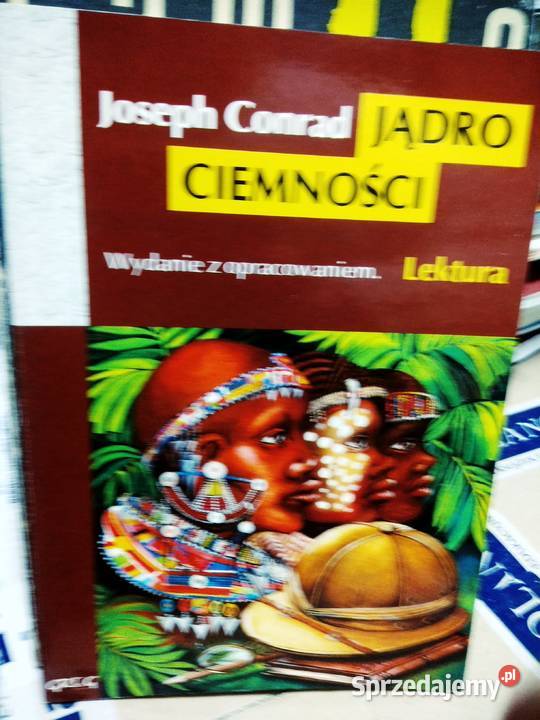 Joseph Conrad JĄDRO
CIEMNOŚCI
Wydanie z opracowaniem. Lektura
Sprzedajemy.pl